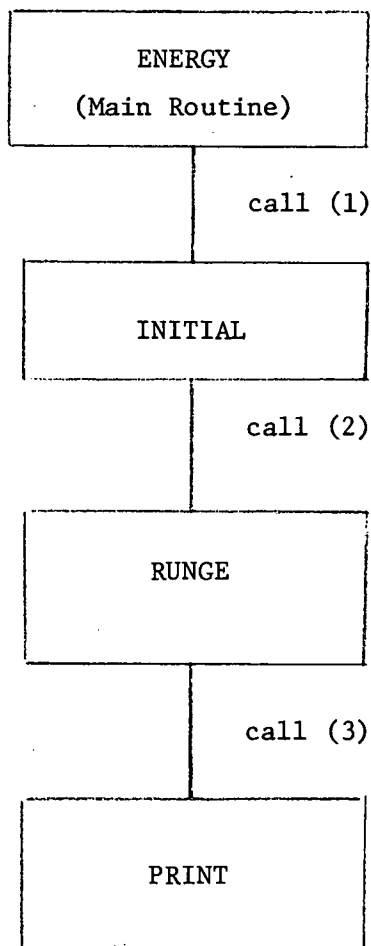 ENERGY
(Main Routine)
call (1)
INITIAL
call (2)
RUNGE
call (3)
PRINT